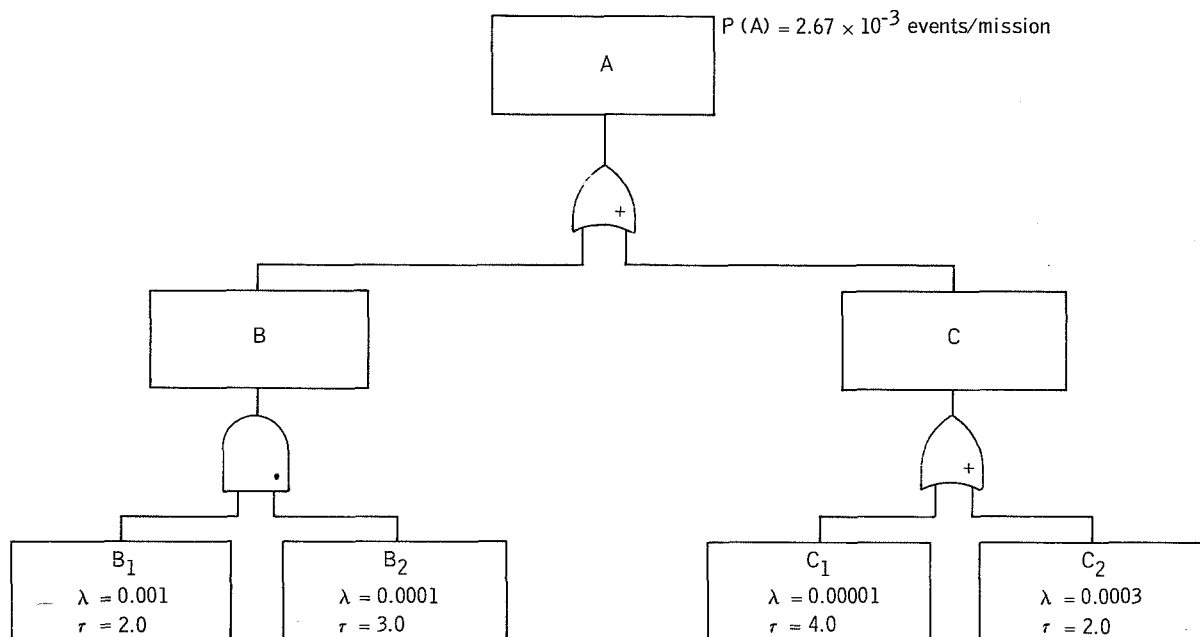 P (A) = 2.67 × 10⁻³ events/mission
A
+
B
C
+
B₁
λ = 0.001
τ = 2.0
B₂
λ = 0.0001
τ = 3.0
C₁
λ = 0.00001
τ = 4.0
C₂
λ = 0.0003
τ = 2.0